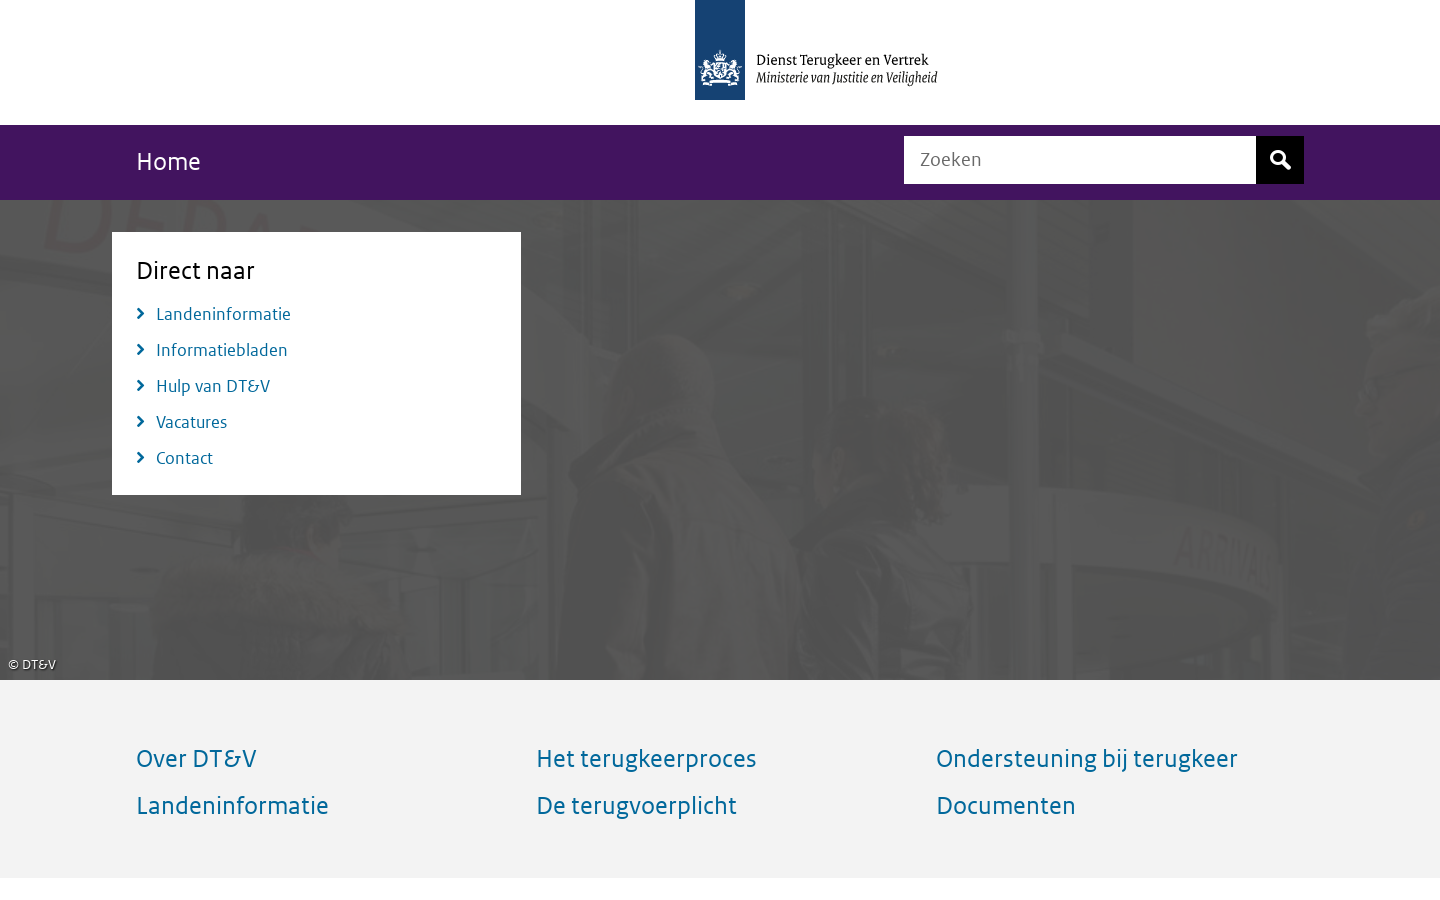 Dienst Terugkeer en Vertrek
Ministerie van Justitie en Veiligheid
Home
Zoeken
Direct naar
Landeninformatie
Informatiebladen
Hulp van DT&V
Vacatures
Contact
© DT&V
Over DT&V
Het terugkeerproces
Ondersteuning bij terugkeer
Landeninformatie
De terugvoerplicht
Documenten